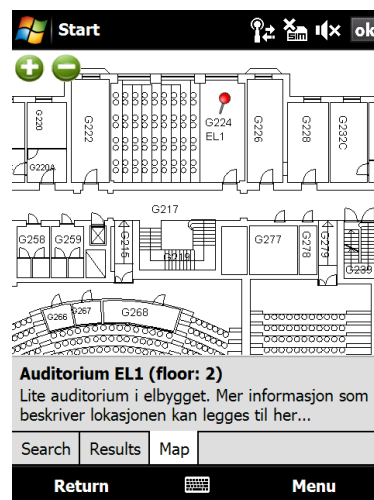 Start
ok
G220
G222
G224
EL1
G226
G228
G232C
G220A
G217
G258
G259
G215
G219
G277
G278
G279
G239
G266
G267
G268
Auditorium EL1 (floor: 2)
Lite auditorium i elbygget. Mer informasjon som
beskriver lokasjonen kan legges til her...
Search Results Map
Return Menu